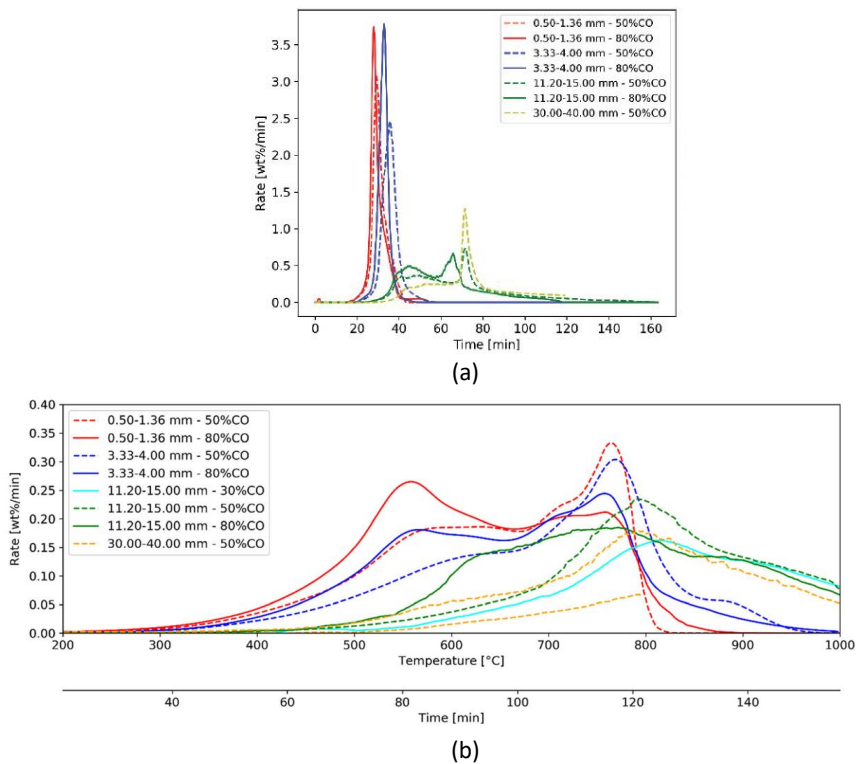 0.50-1.36 mm - 50%CO
0.50-1.36 mm - 80%CO
3.33-4.00 mm - 50%CO
3.33-4.00 mm - 80%CO
11.20-15.00 mm - 50%CO
11.20-15.00 mm - 80%CO
30.00-40.00 mm - 50%CO
Rate [wt%/min]
3.5
3.0
2.5
2.0
1.5
1.0
0.5
0.0
0 20 40 60 80 100 120 140 160
Time [min]
(a)
0.50-1.36 mm - 50%CO
0.50-1.36 mm - 80%CO
3.33-4.00 mm - 50%CO
3.33-4.00 mm - 80%CO
11.20-15.00 mm - 30%CO
11.20-15.00 mm - 50%CO
11.20-15.00 mm - 80%CO
30.00-40.00 mm - 50%CO
Rate [wt%/min]
0.40
0.35
0.30
0.25
0.20
0.15
0.10
0.05
0.00
200 300 400 500 600 700 800 900 1000
Temperature [°C]
40 60 80 100 120 140
Time [min]
(b)